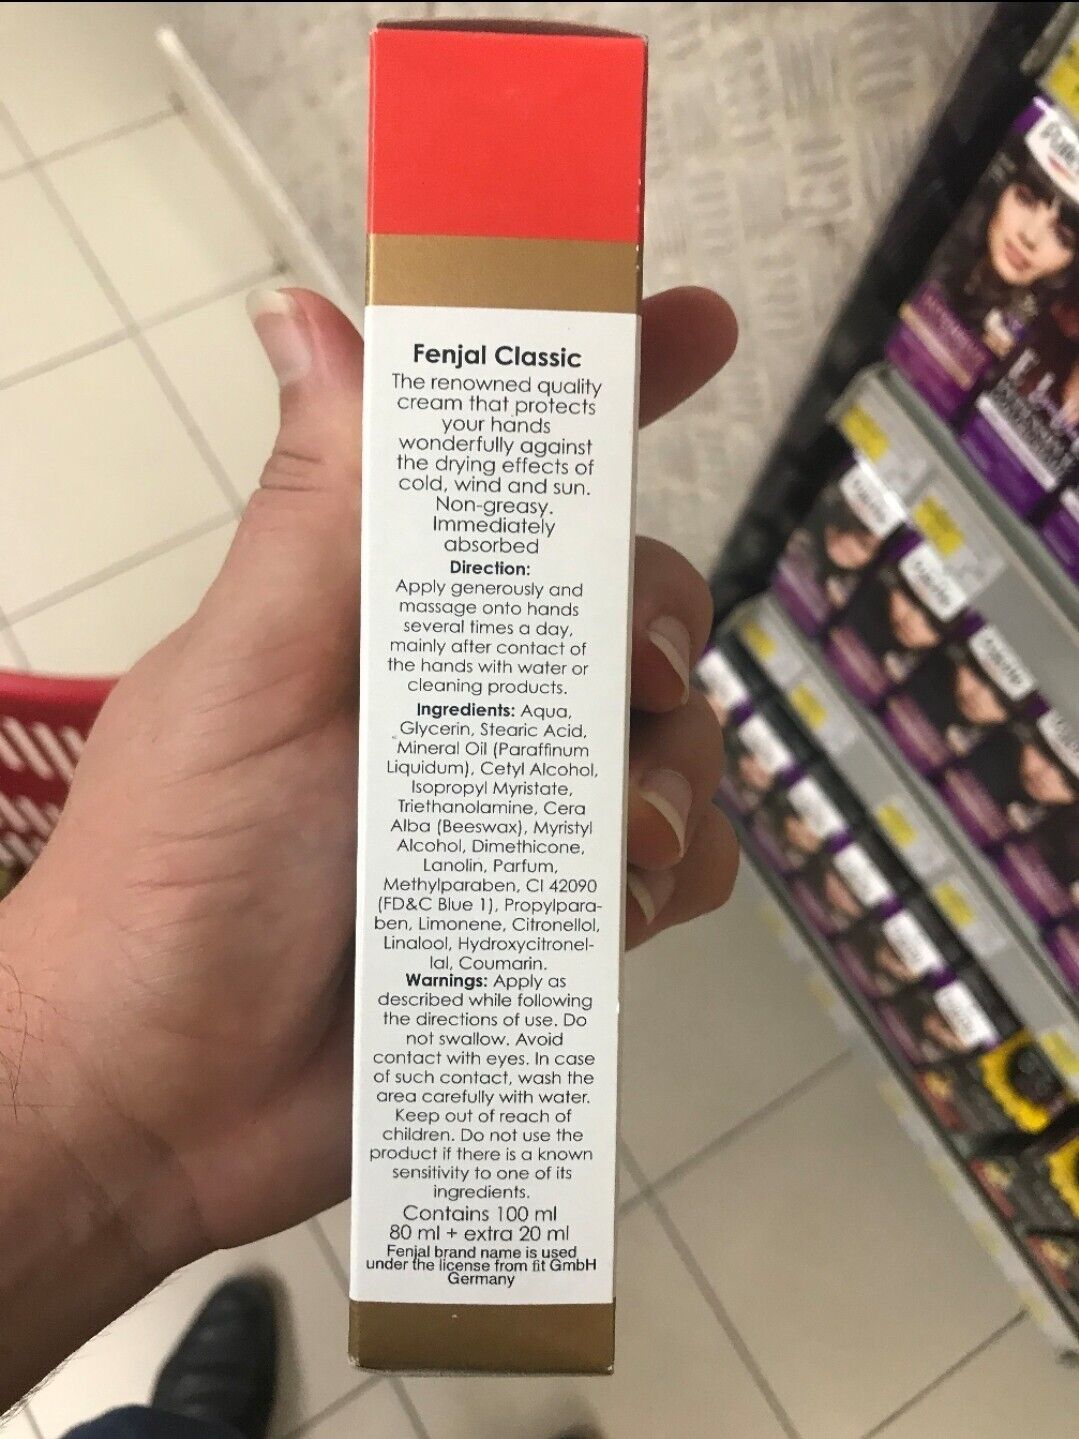 Fenjal Classic
The renowned quality
cream that protects
your hands
wonderfully against
the drying effects of
cold, wind and sun.
Non-greasy.
Immediately
absorbed
Direction:
Apply generously and
massage onto hands
several times a day,
mainly after contact of
the hands with water or
cleaning products.
Ingredients: Aqua,
Glycerin, Stearic Acid,
Mineral Oil (Paraffinum
Liquidum), Cetyl Alcohol,
Isopropyl Myristate,
Triethanolamine, Cera
Alba (Beeswax), Myristyl
Alcohol, Dimethicone,
Lanolin, Parfum,
Methylparaben, CI 42090
(FD&C Blue 1), Propylpara-
ben, Limonene, Citronellol,
Linalool, Hydroxycitronel-
lal, Coumarin.
Warnings: Apply as
described while following
the directions of use. Do
not swallow. Avoid
contact with eyes. In case
of such contact, wash the
area carefully with water.
Keep out of reach of
children. Do not use the
product if there is a known
sensitivity to one of its
ingredients.
Contains 100 ml
80 ml + extra 20 ml
Fenjal brand name is used
under the license from fit GmbH
Germany